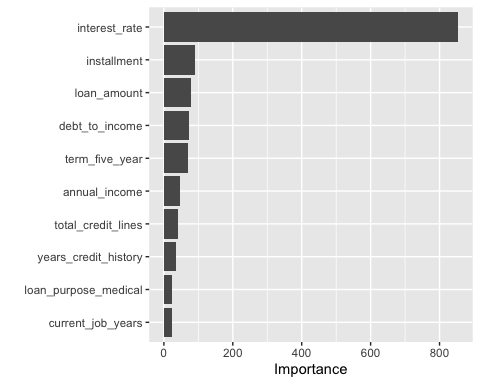 interest_rate
installment
loan_amount
debt_to_income
term_five_year
annual_income
total_credit_lines
years_credit_history
loan_purpose_medical
current_job_years
0 200 400 600 800
Importance